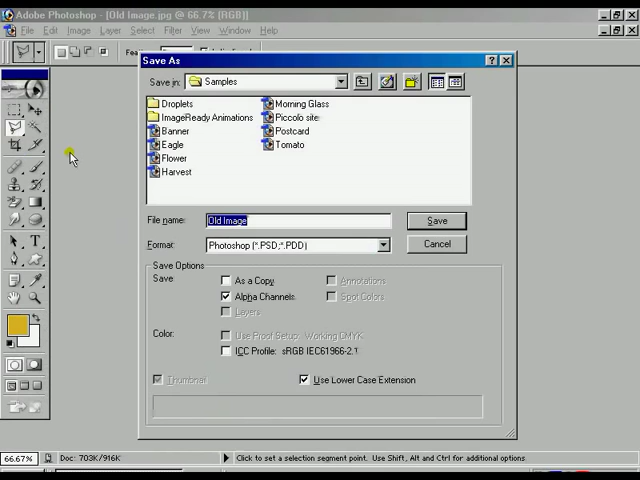 Adobe Photoshop - [Old Image.jpg @ 66.7% (RGB)]
File Edit Image Layer Select Filter View Window Help
Save As
Save in: Samples
Droplets
ImageReady Animations
Banner
Eagle
Flower
Harvest
Morning Glass
Piccolo site
Postcard
Tomato
File name: Old Image Save
Format: Photoshop (*.PSD;*.PDD) Cancel
Save Options
Save: As a Copy Annotations
Alpha Channels Spot Colors
Layers
Color: Use Proof Setup: Working CMYK
ICC Profile: sRGB IEC61966-2.1
Thumbnail Use Lower Case Extension
66.67% Doc: 703K/916K Click to set a selection segment point. Use Shift, Alt and Ctrl for additional options